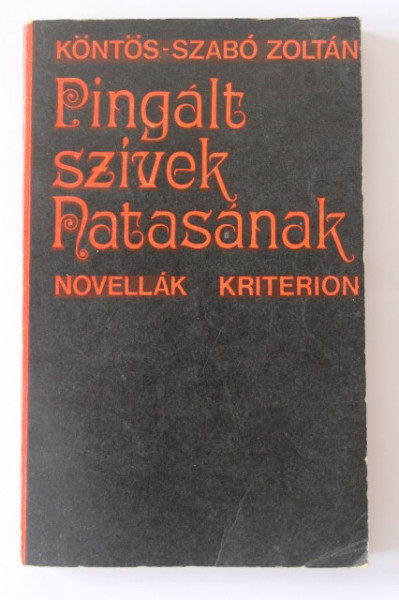 KÖNTÖS-SZABÓ ZOLTÁN
Pingált
szívek
Natasának
NOVELLÁK KRITERION